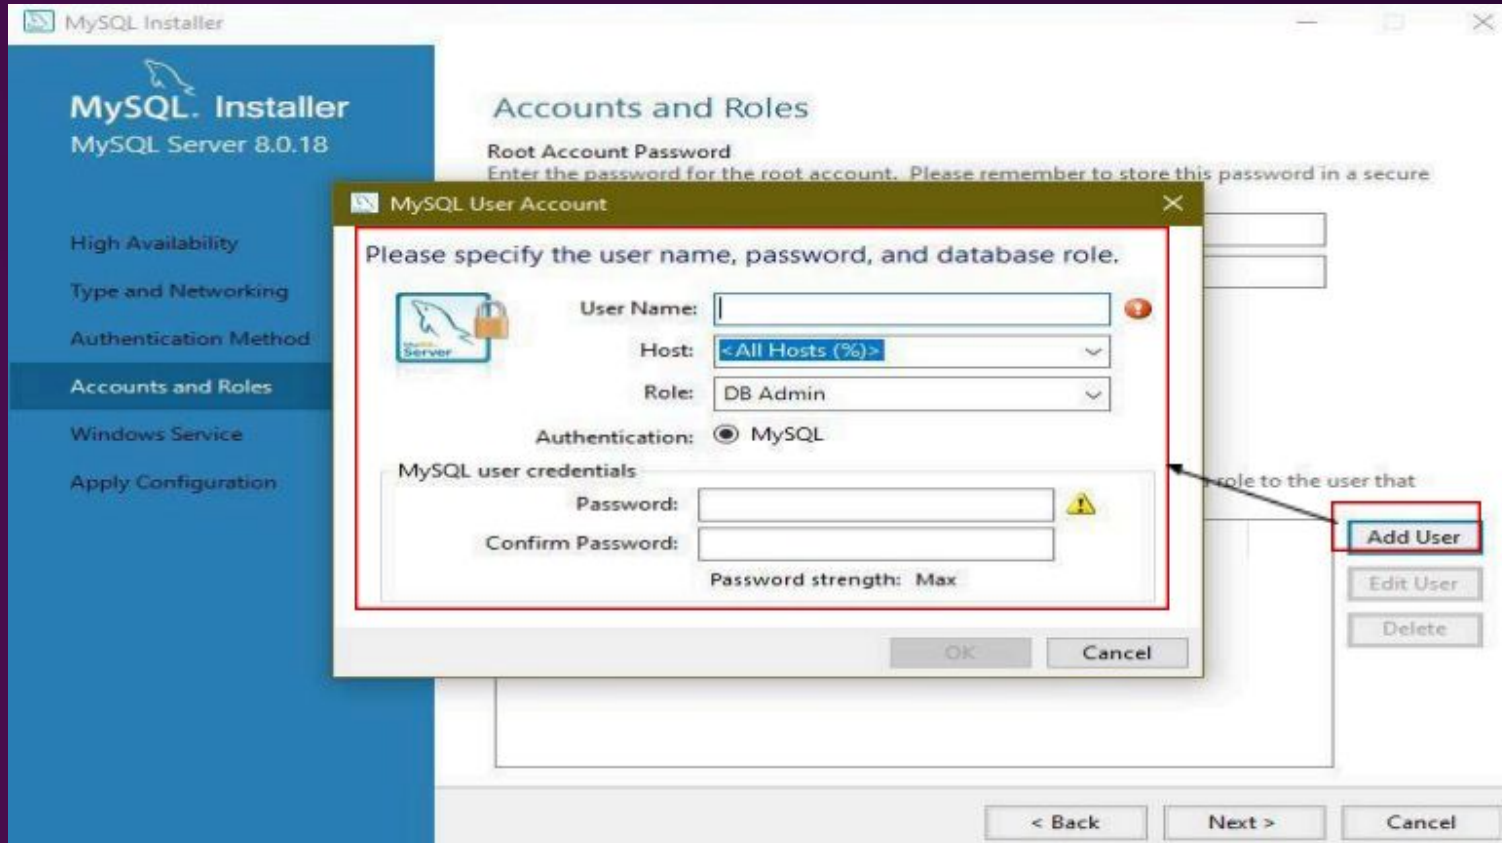 MySQL Installer
MySQL. Installer
MySQL Server 8.0.18
High Availability
Type and Networking
Authentication Method
Accounts and Roles
Windows Service
Apply Configuration
Accounts and Roles
Root Account Password
Enter the password for the root account. Please remember to store this password in a secure
MySQL User Account
Please specify the user name, password, and database role.
MySQL
Server
User Name:
Host: <All Hosts (%)>
Role: DB Admin
Authentication: MySQL
MySQL user credentials
Password:
Confirm Password:
Password strength: Max
OK Cancel
role to the user that
Add User
Edit User
Delete
< Back Next > Cancel